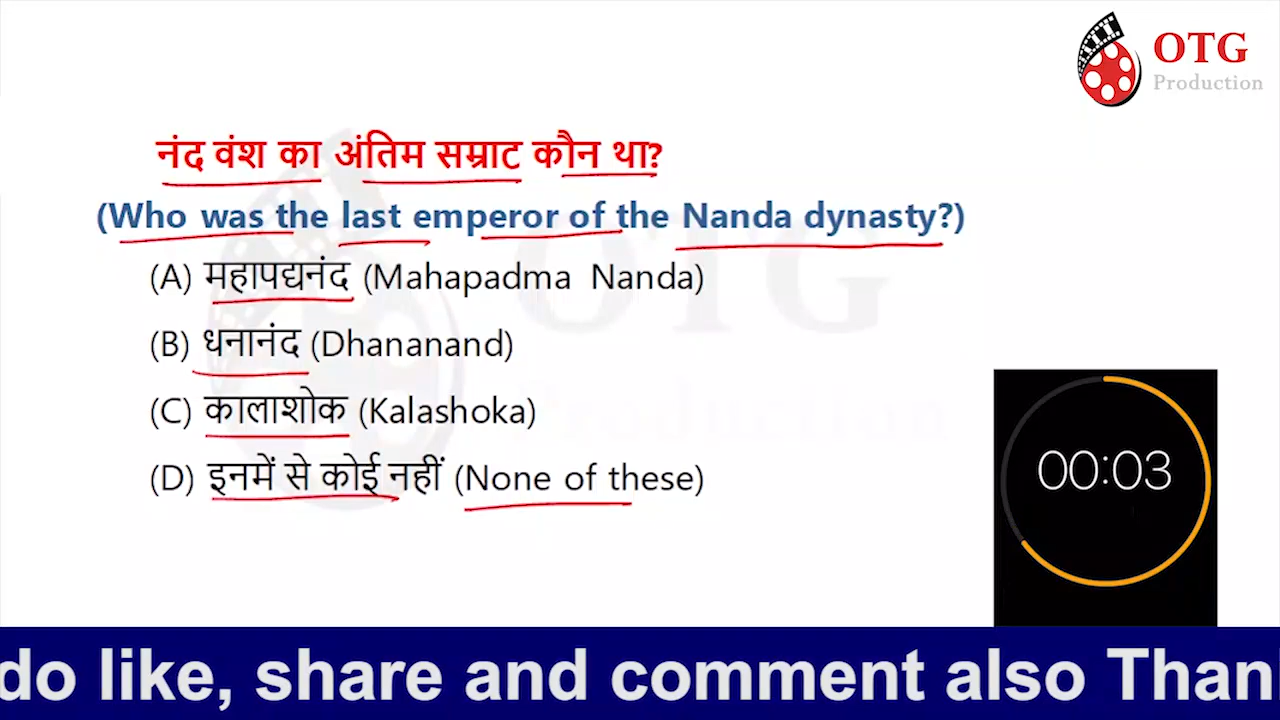 OTG
Production
नंद वंश का अंतिम सम्राट कौन था?
(Who was the last emperor of the Nanda dynasty?)
(A) महापद्यनंद (Mahapadma Nanda)
(B) धनानंद (Dhananand)
(C) कालाशोक (Kalashoka)
(D) इनमें से कोई नहीं (None of these)
00:03
do like, share and comment also Than